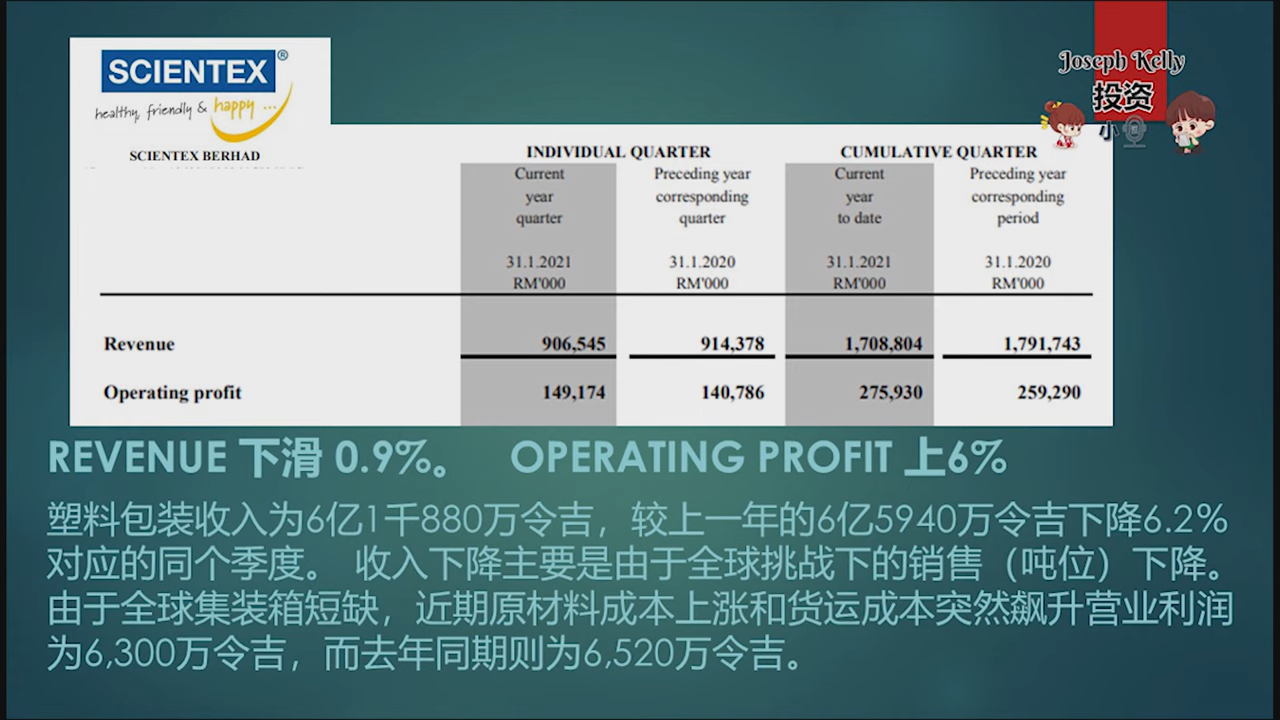 SCIENTEX®
healthy, friendly & happy ...
SCIENTEX BERHAD
Joseph Kelly
投资
小
INDIVIDUAL QUARTER CUMULATIVE QUARTER
Current Preceding year Current Preceding year
year corresponding year corresponding
quarter quarter to date period
31.1.2021 31.1.2020 31.1.2021 31.1.2020
RM'000 RM'000 RM'000 RM'000
Revenue 906,545 914,378 1,708,804 1,791,743
Operating profit 149,174 140,786 275,930 259,290
REVENUE 下滑 0.9%。 OPERATING PROFIT 上6%
塑料包装收入为6亿1千880万令吉，较上一年的6亿5940万令吉下降6.2%
对应的同个季度。 收入下降主要是由于全球挑战下的销售（吨位）下降。
由于全球集装箱短缺，近期原材料成本上涨和货运成本突然飙升营业利润
为6,300万令吉，而去年同期则为6,520万令吉。